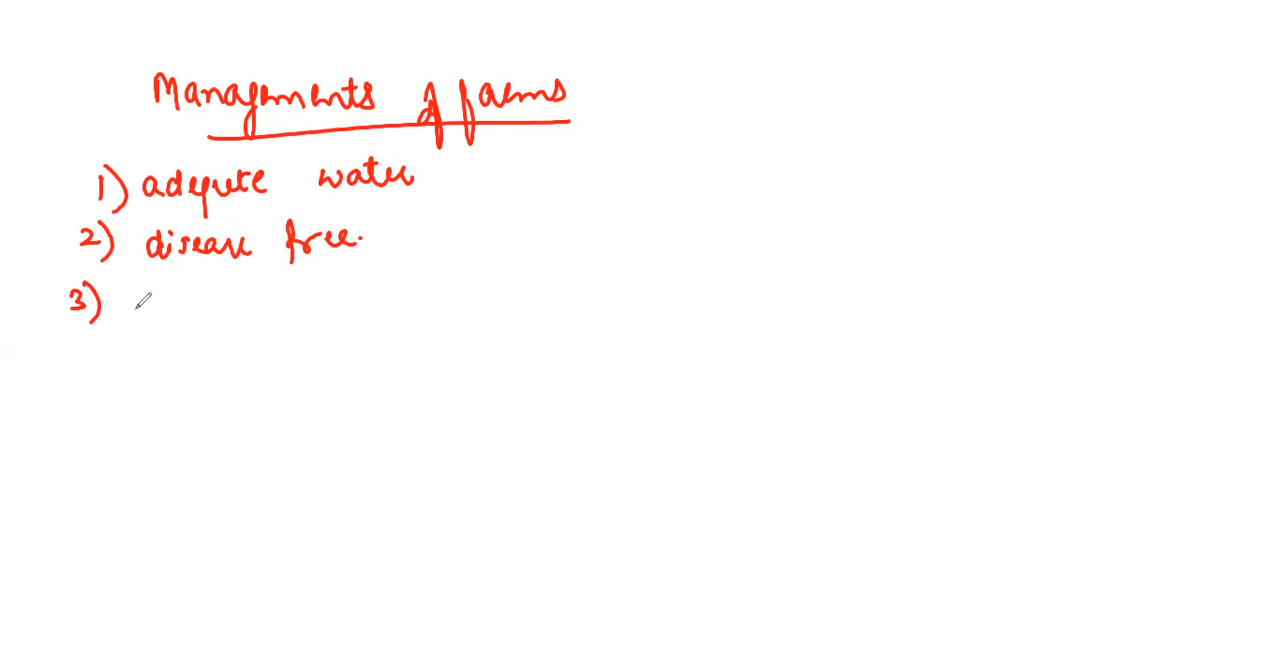 Managements of farms
1) adequte water
2) disease free.
3)